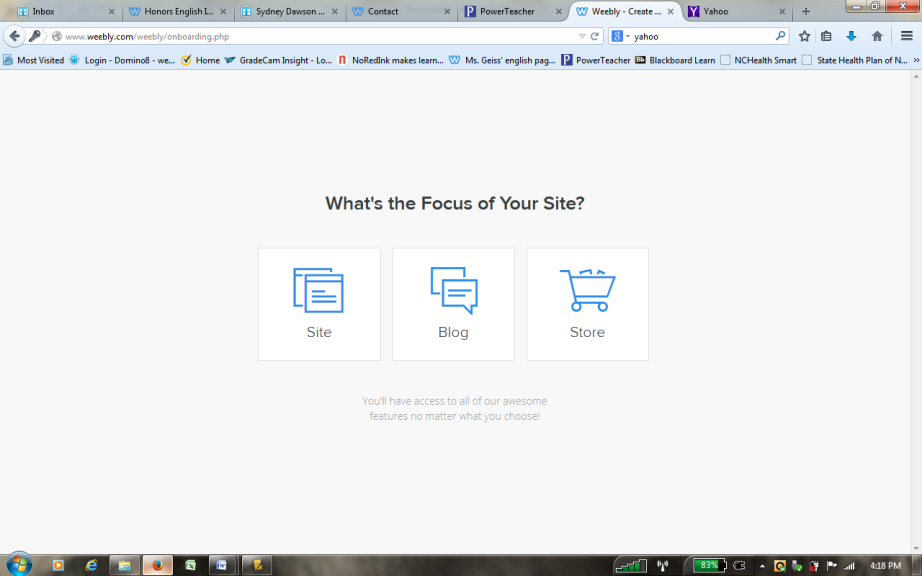 Inbox
Honors English I...
Sydney Dawson ...
Contact
PowerTeacher
Weebly - Create ...
Yahoo
www.weebly.com/weebly/onboarding.php
yahoo
Most Visited
Login - Domino8 - we...
Home
GradeCam Insight - Lo...
NoRedInk makes learn...
Ms. Geiss' english pag...
PowerTeacher
Blackboard Learn
NCHealth Smart
State Health Plan of N...
What's the Focus of Your Site?
Site
Blog
Store
You'll have access to all of our awesome
features no matter what you choose!
83%
4:18 PM